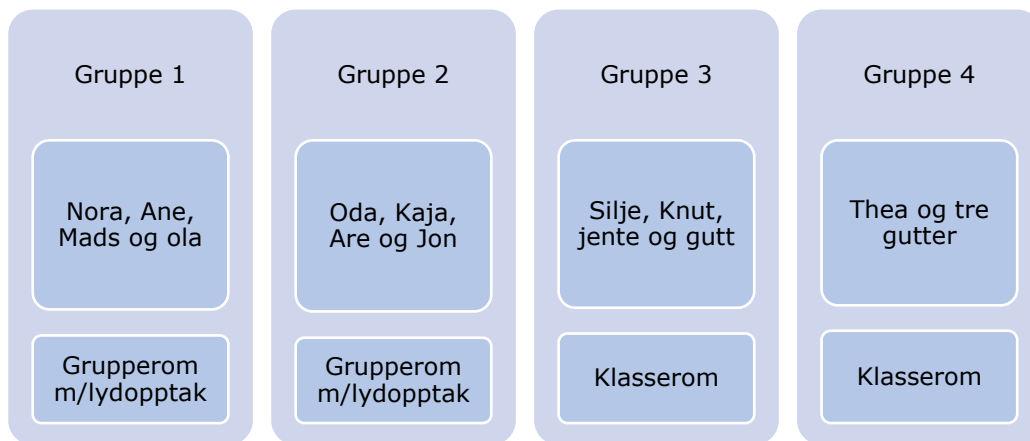 Gruppe 1
Nora, Ane,
Mads og ola
Grupperom
m/lydopptak
Gruppe 2
Oda, Kaja,
Are og Jon
Grupperom
m/lydopptak
Gruppe 3
Silje, Knut,
jente og gutt
Klasserom
Gruppe 4
Thea og tre
gutter
Klasserom